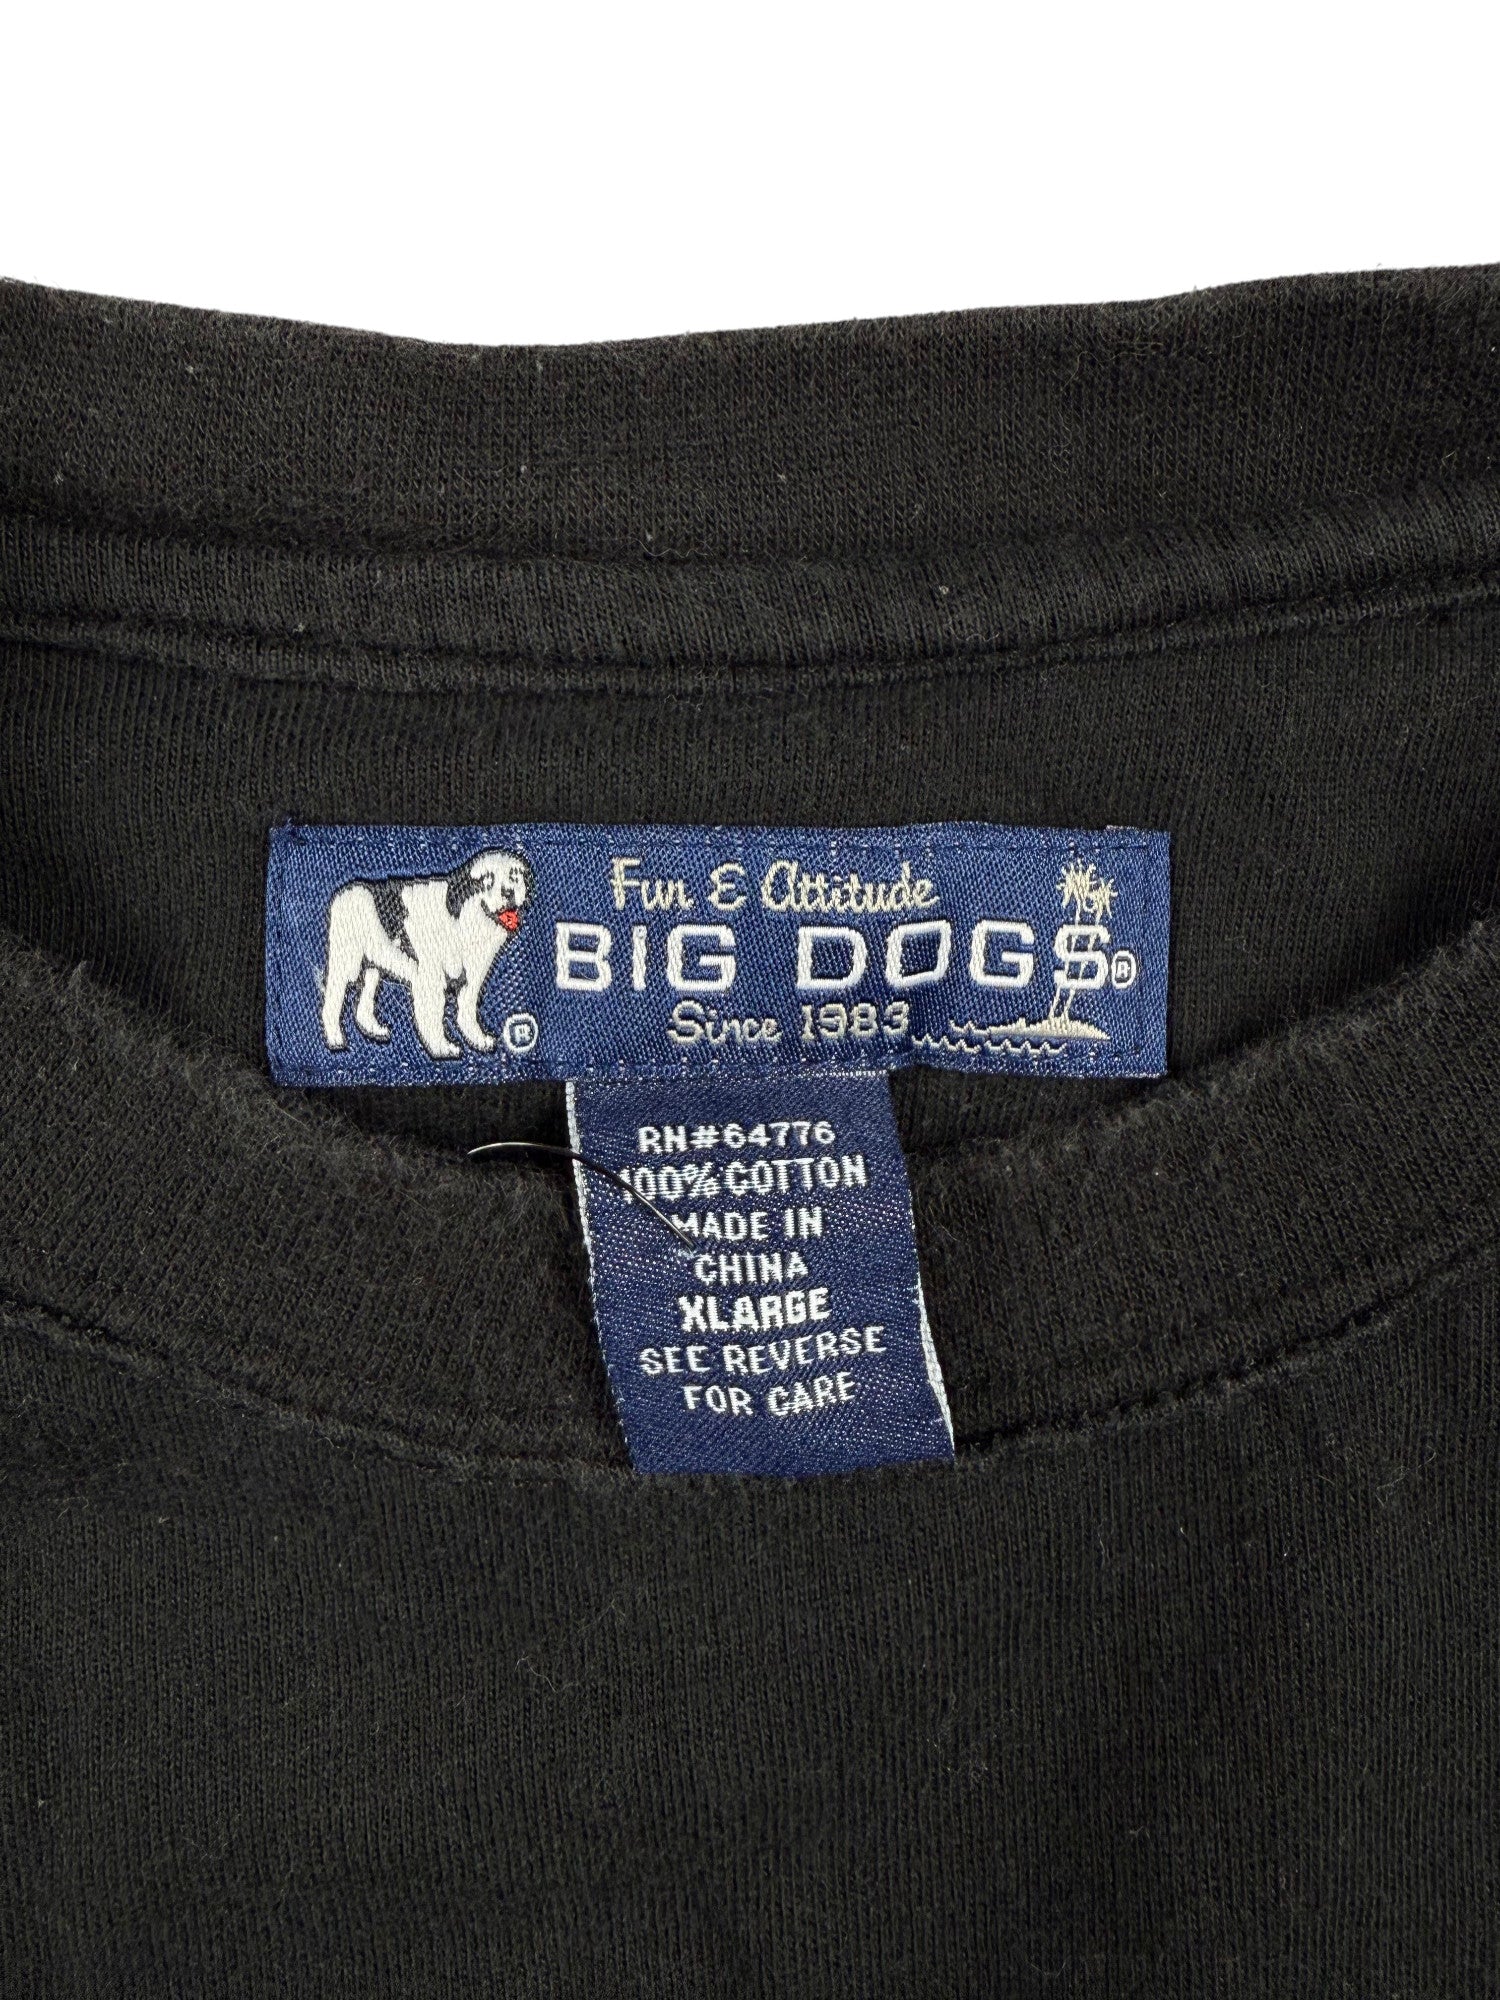 Fun & Attitude
BIG DOGS®
Since 1983
®
RN#64776
100% COTTON
MADE IN
CHINA
XLARGE
SEE REVERSE
FOR CARE